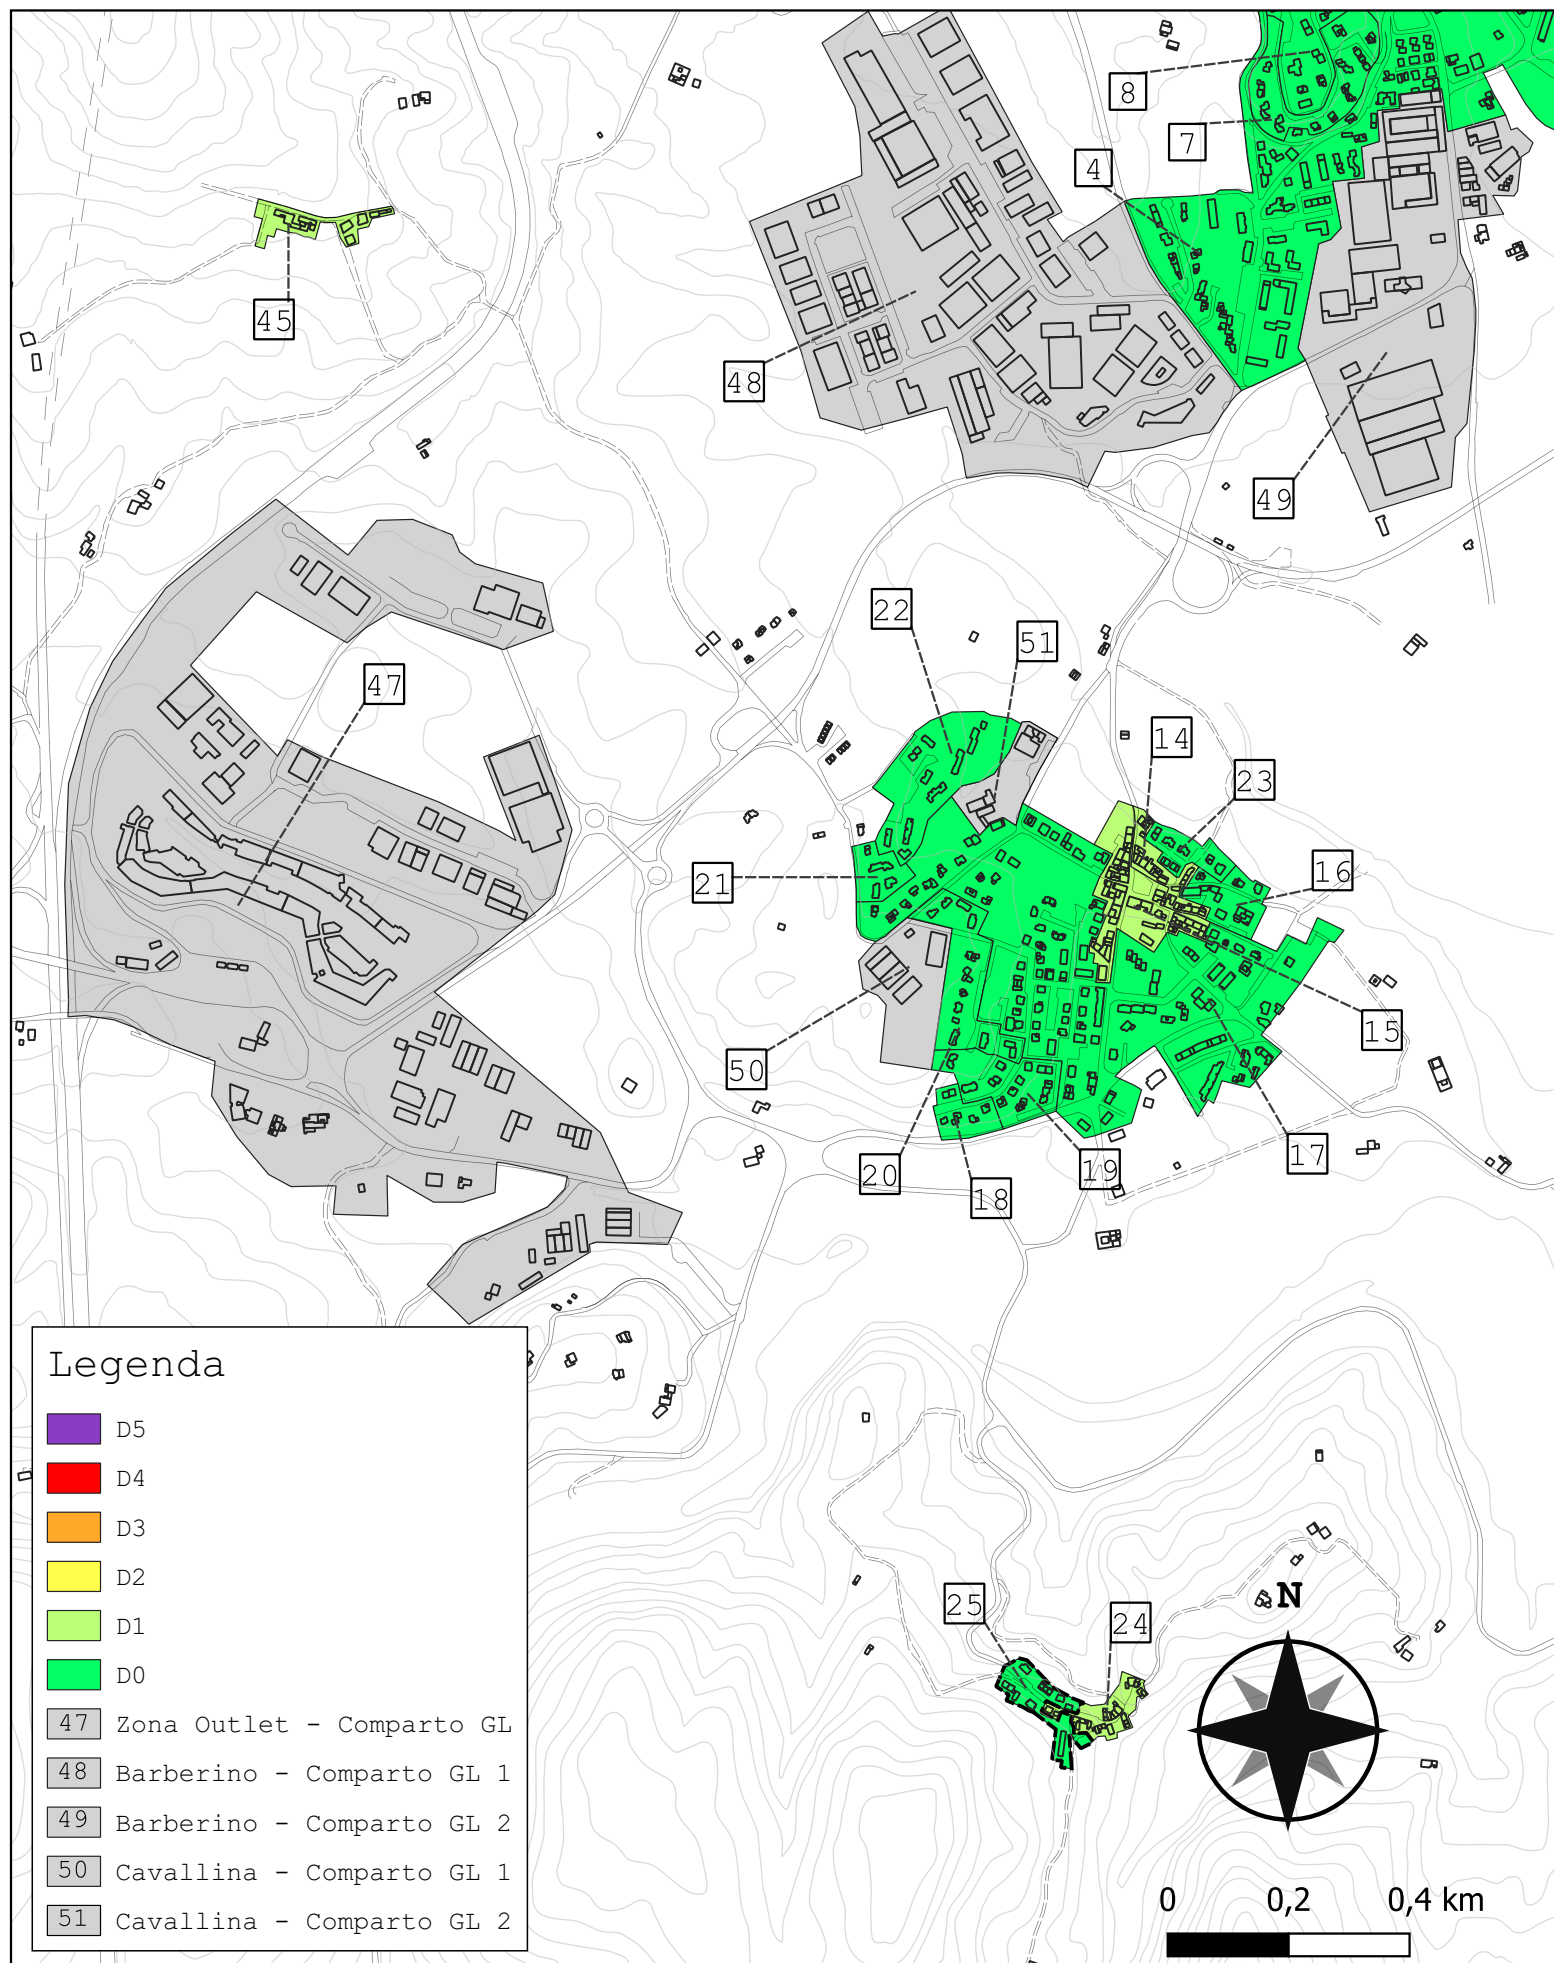 8
7
4
45
48
49
22
51
47
14
23
21
16
15
50
20
18
19
17
25
24
N
0 0,2 0,4 km
Legenda
D5
D4
D3
D2
D1
D0
47 Zona Outlet - Comparto GL
48 Barberino - Comparto GL 1
49 Barberino - Comparto GL 2
50 Cavallina - Comparto GL 1
51 Cavallina - Comparto GL 2